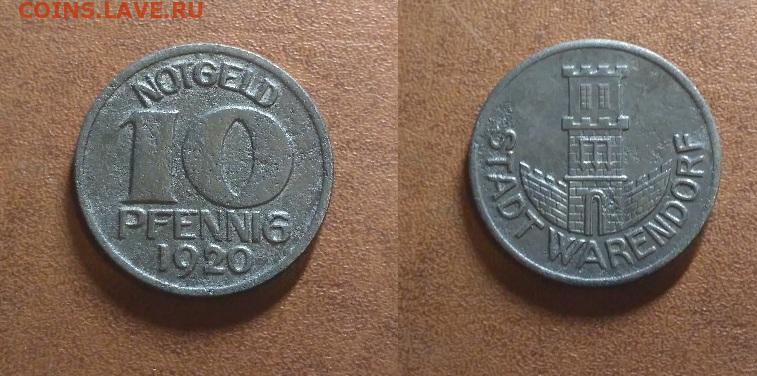 COINS.LAVE.RU
NOTGELD
10
PFENNIG
1920
STADT WARENDORF